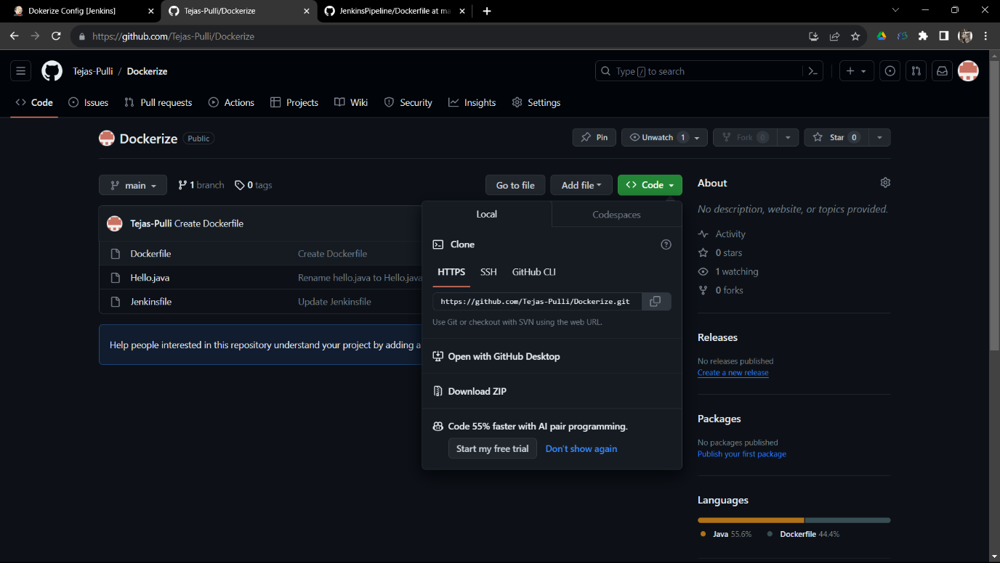 Dokerize Config [Jenkins]
Tejas-Pulli/Dockerize
JenkinsPipeline/Dockerfile at ma
https://github.com/Tejas-Pulli/Dockerize
Tejas-Pulli / Dockerize
Type / to search
Code
Issues
Pull requests
Actions
Projects
Wiki
Security
Insights
Settings
Dockerize Public
Pin
Unwatch 1
Fork 0
Star 0
main
1 branch
0 tags
Go to file
Add file
Code
Tejas-Pulli Create Dockerfile
Dockerfile Create Dockerfile
Hello.java Rename hello.java to Hello.java
Jenkinsfile Update Jenkinsfile
Help people interested in this repository understand your project by adding a
Local
Codespaces
Clone
HTTPS SSH GitHub CLI
https://github.com/Tejas-Pulli/Dockerize.git
Use Git or checkout with SVN using the web URL.
Open with GitHub Desktop
Download ZIP
Code 55% faster with AI pair programming.
Start my free trial
Don't show again
About
No description, website, or topics provided.
Activity
0 stars
1 watching
0 forks
Releases
No releases published
Create a new release
Packages
No packages published
Publish your first package
Languages
Java 55.6%
Dockerfile 44.4%